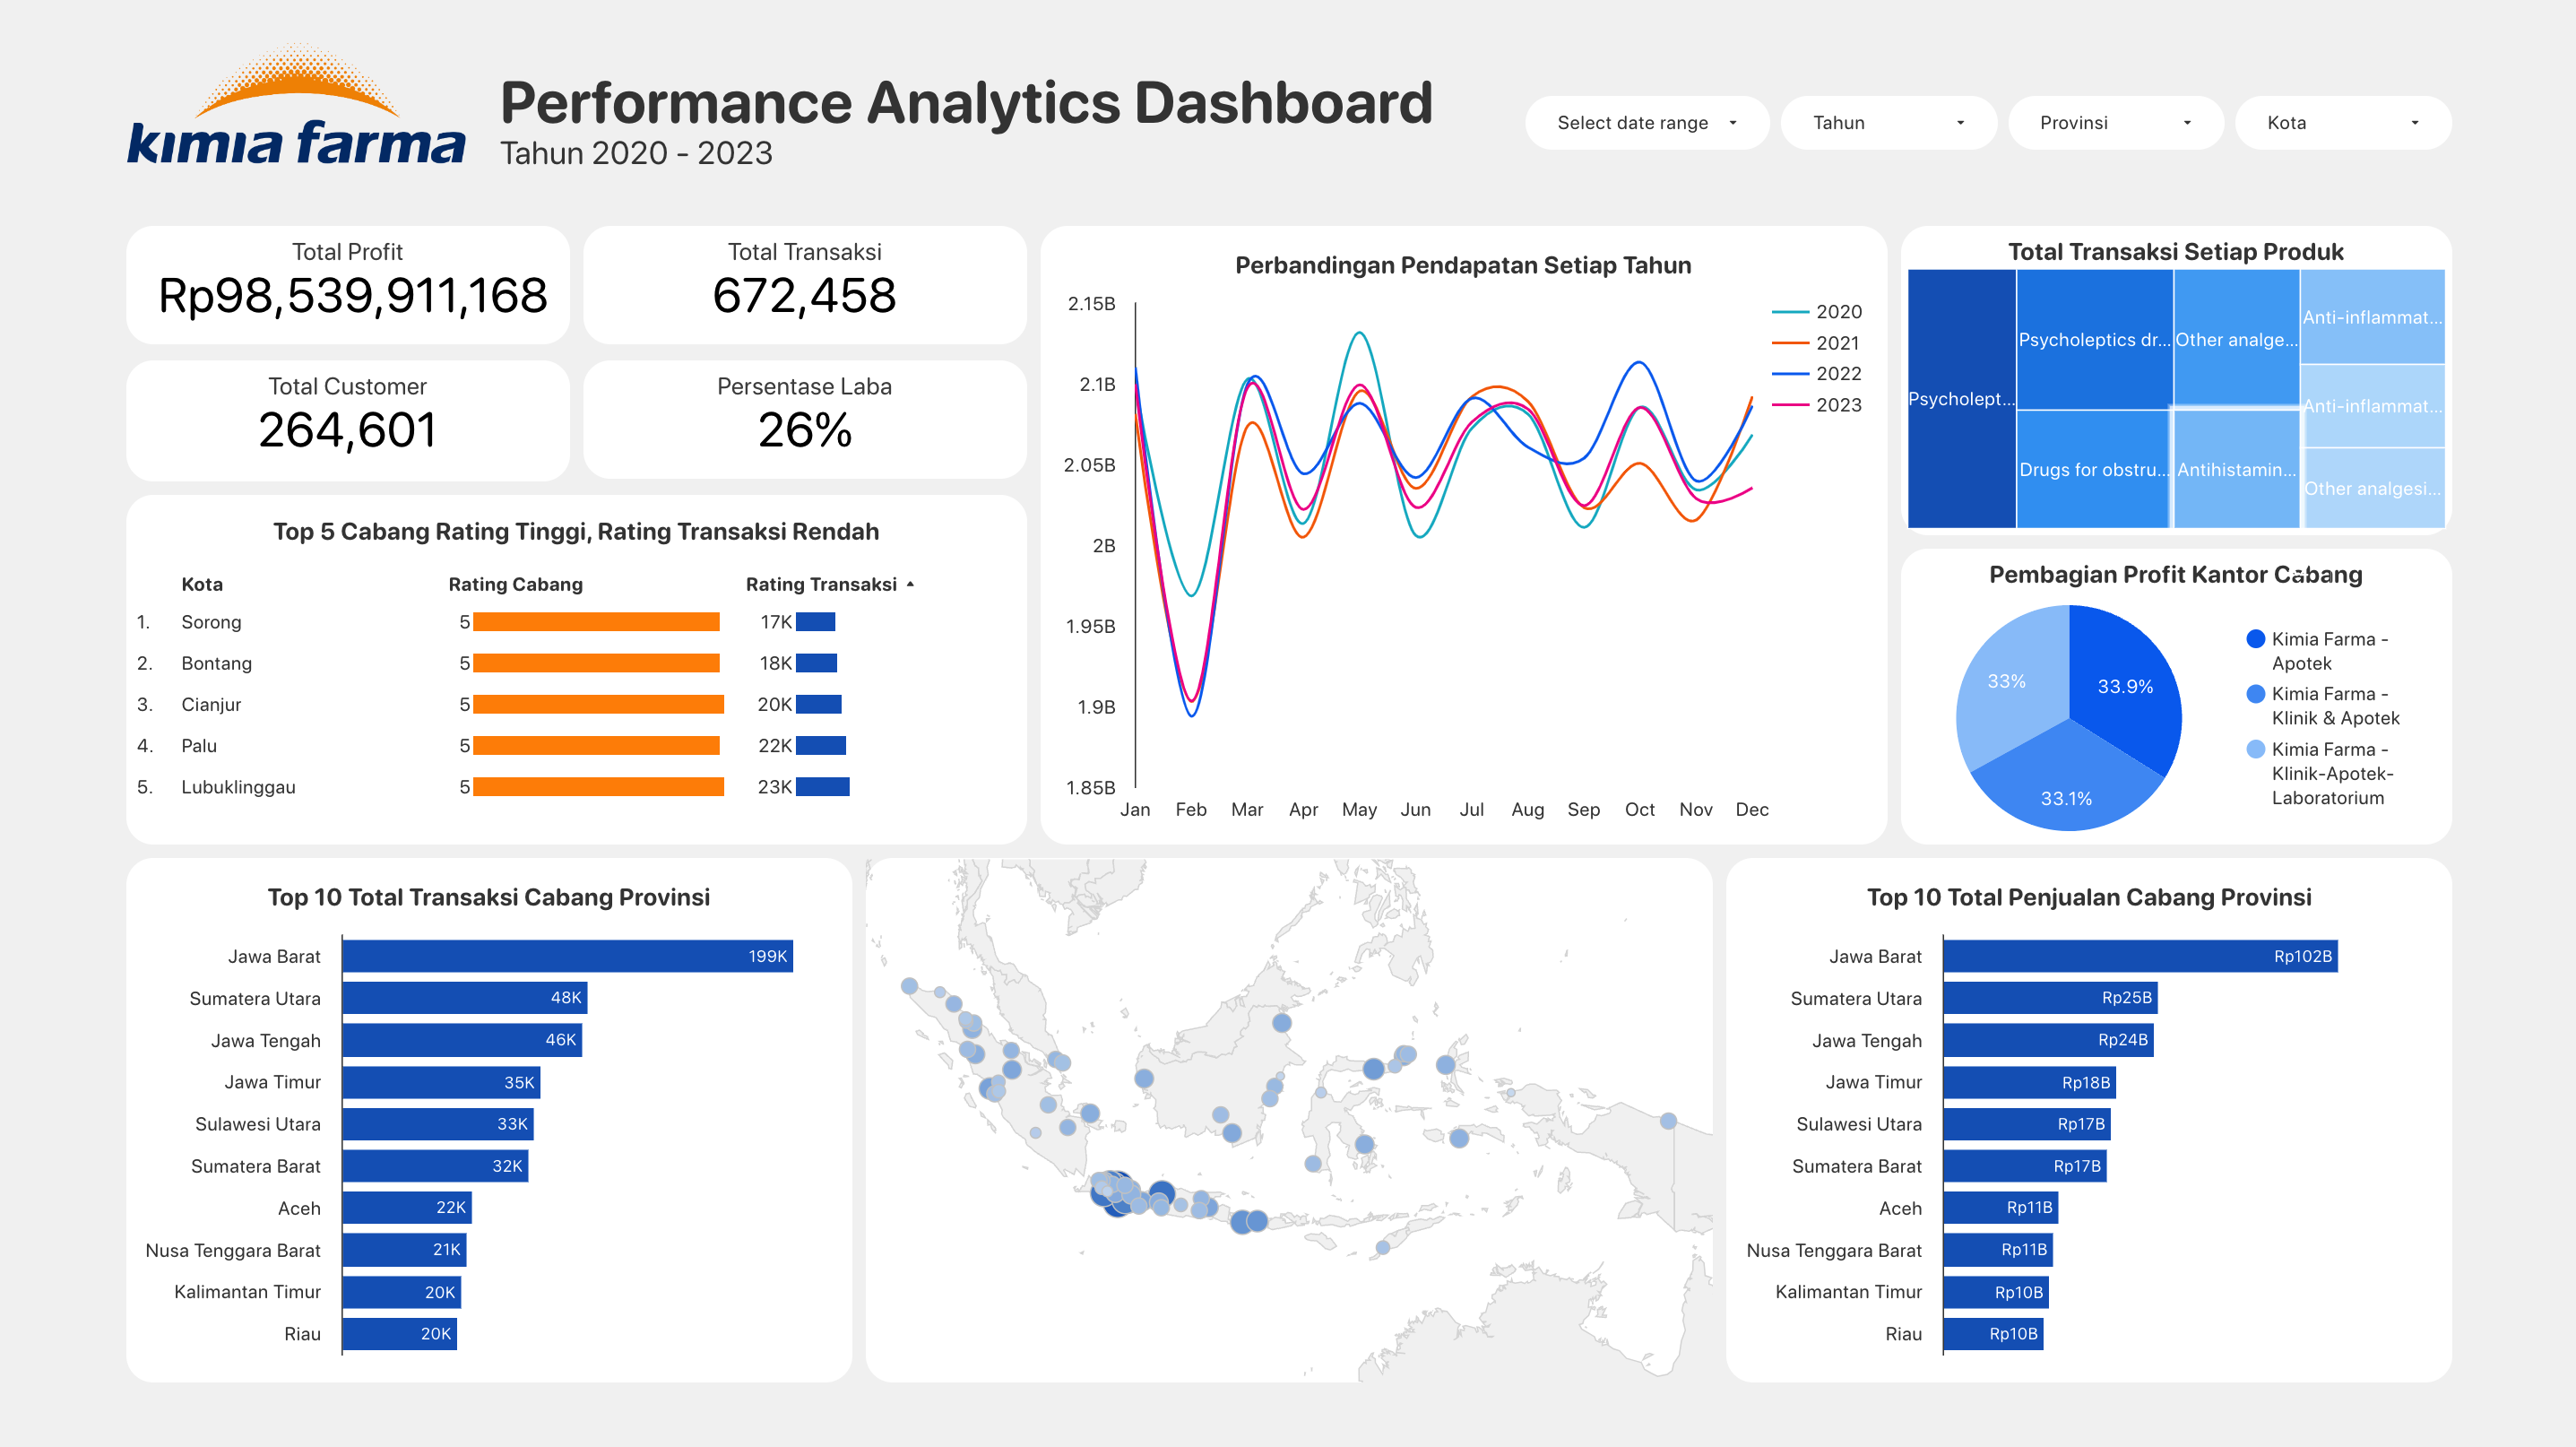 kimia farma
Performance Analytics Dashboard
Tahun 2020 - 2023
Select date range
Tahun
Provinsi
Kota
Total Profit
Rp98,539,911,168
Total Transaksi
672,458
Total Customer
264,601
Persentase Laba
26%
Top 5 Cabang Rating Tinggi, Rating Transaksi Rendah
Kota Rating Cabang Rating Transaksi
1. Sorong 5 17K
2. Bontang 5 18K
3. Cianjur 5 20K
4. Palu 5 22K
5. Lubuklinggau 5 23K
Perbandingan Pendapatan Setiap Tahun
2.15B
2.1B
2.05B
2B
1.95B
1.9B
1.85B
Jan Feb Mar Apr May Jun Jul Aug Sep Oct Nov Dec
2020
2021
2022
2023
Total Transaksi Setiap Produk
Psycholept...
Psycholeptics dr...
Other analge...
Anti-inflammat...
Anti-inflammat...
Drugs for obstru...
Antihistamin...
Other analgesi...
Pembagian Profit Kantor Cabang
33%
33.9%
33.1%
Kimia Farma -
Apotek
Kimia Farma -
Klinik & Apotek
Kimia Farma -
Klinik-Apotek-
Laboratorium
Top 10 Total Transaksi Cabang Provinsi
Jawa Barat 199K
Sumatera Utara 48K
Jawa Tengah 46K
Jawa Timur 35K
Sulawesi Utara 33K
Sumatera Barat 32K
Aceh 22K
Nusa Tenggara Barat 21K
Kalimantan Timur 20K
Riau 20K
Top 10 Total Penjualan Cabang Provinsi
Jawa Barat Rp102B
Sumatera Utara Rp25B
Jawa Tengah Rp24B
Jawa Timur Rp18B
Sulawesi Utara Rp17B
Sumatera Barat Rp17B
Aceh Rp11B
Nusa Tenggara Barat Rp11B
Kalimantan Timur Rp10B
Riau Rp10B